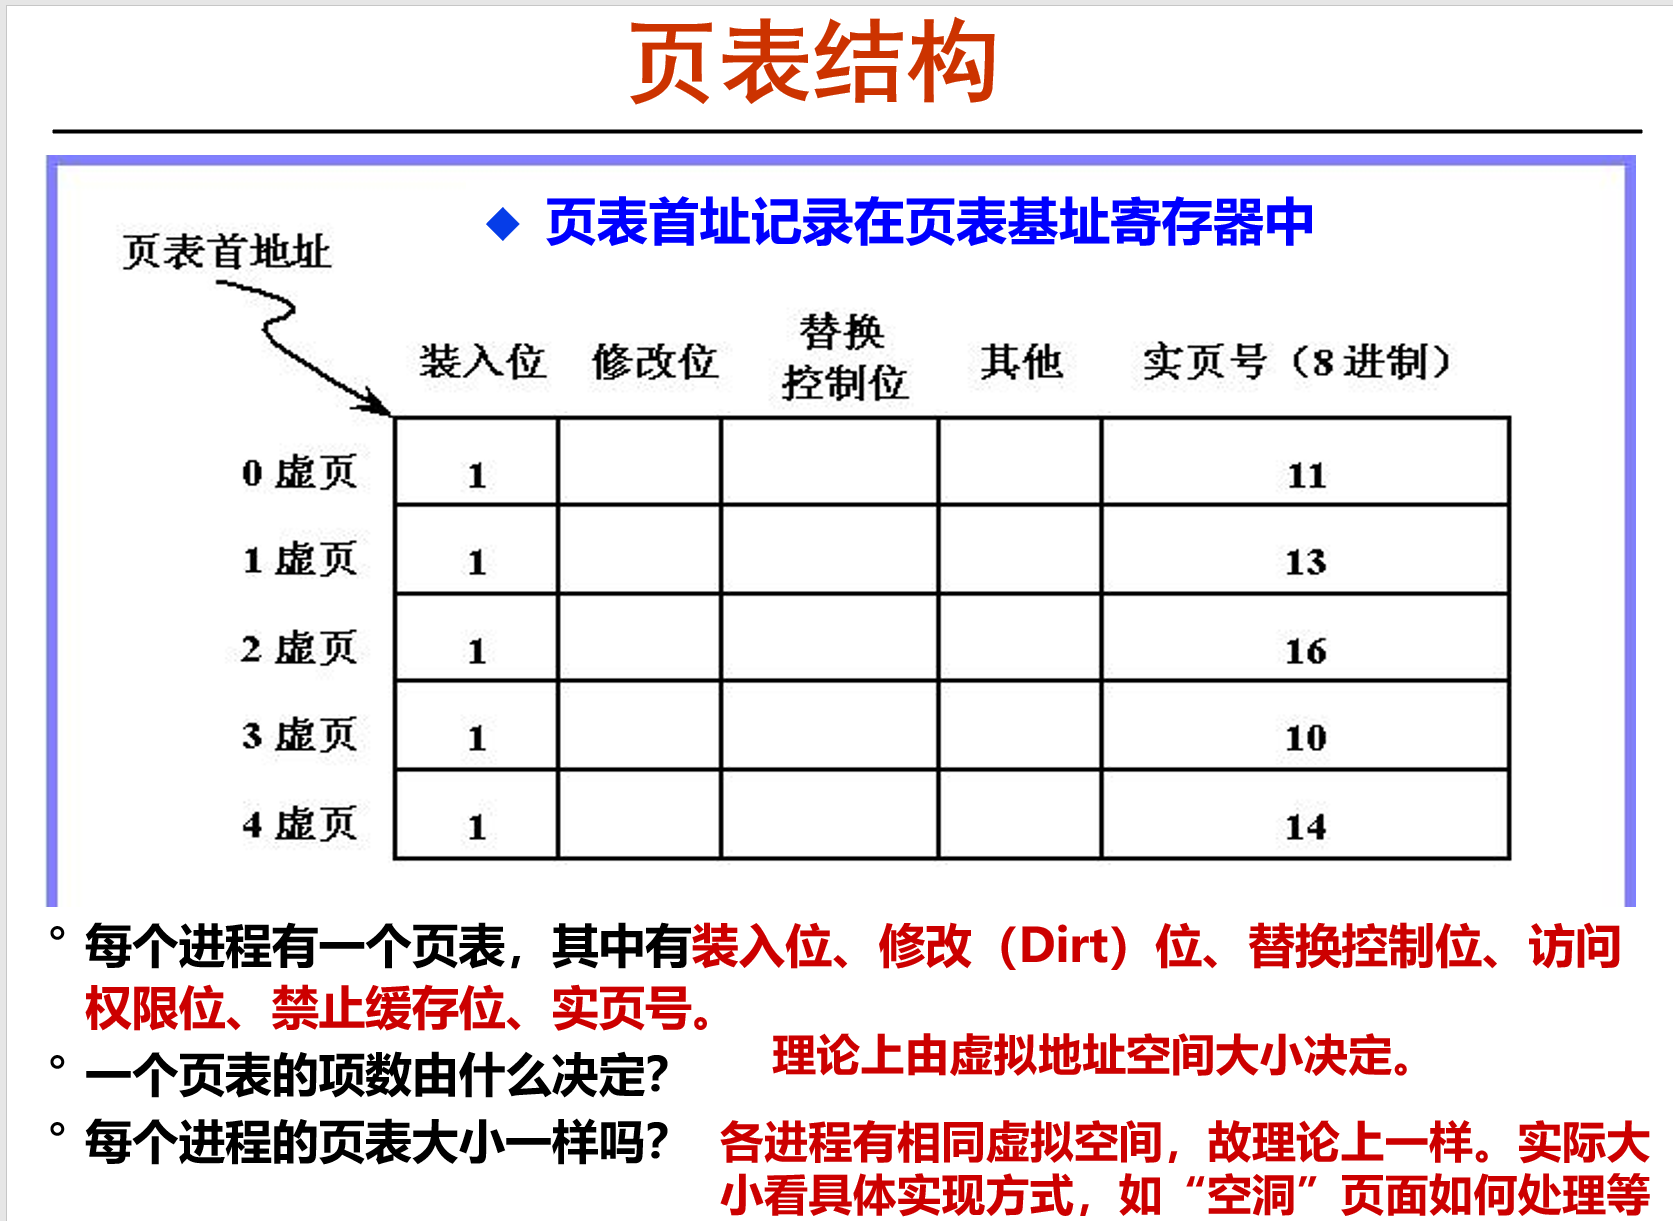 页表结构
◆ 页表首址记录在页表基址寄存器中
页表首地址
装入位 修改位 替换控制位 其他 实页号（8 进制）
0 虚页 1 11
1 虚页 1 13
2 虚页 1 16
3 虚页 1 10
4 虚页 1 14
° 每个进程有一个页表，其中有装入位、修改（Dirt）位、替换控制位、访问
权限位、禁止缓存位、实页号。
° 一个页表的项数由什么决定？
理论上由虚拟地址空间大小决定。
° 每个进程的页表大小一样吗？
各进程有相同虚拟空间，故理论上一样。实际大
小看具体实现方式，如“空洞”页面如何处理等